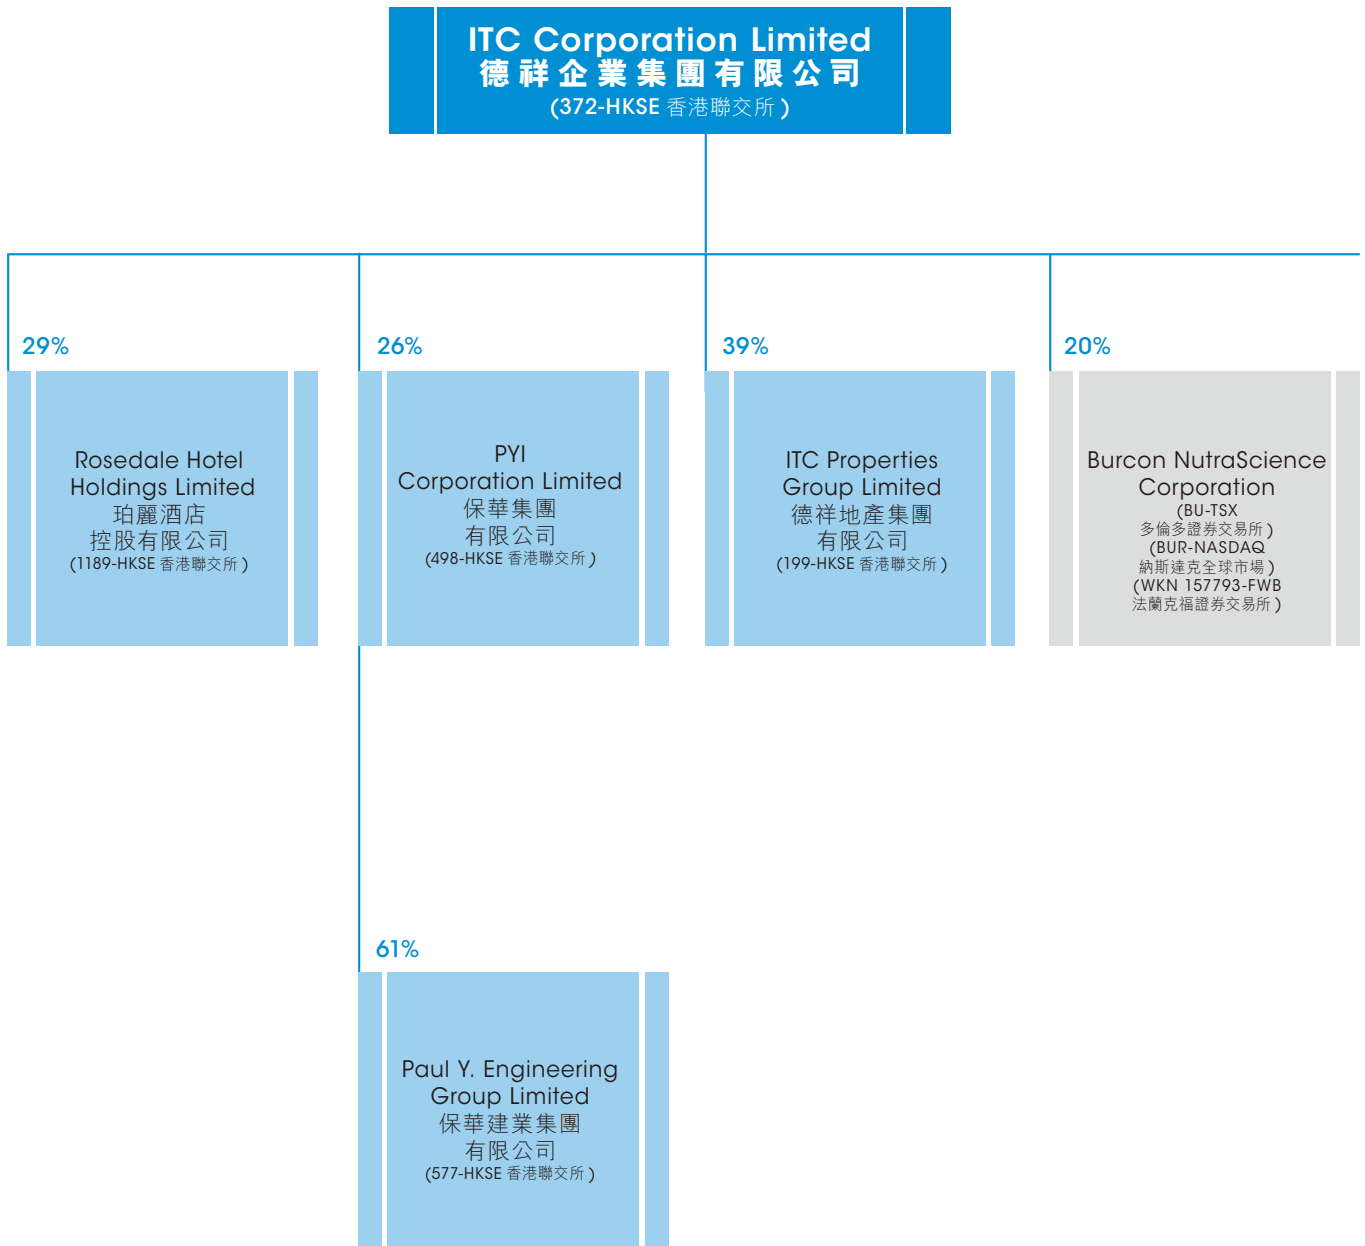 ITC Corporation Limited
德祥企業集團有限公司
(372-HKSE 香港聯交所)
29%
Rosedale Hotel
Holdings Limited
珀麗酒店
控股有限公司
(1189-HKSE 香港聯交所)
26%
PYI
Corporation Limited
保華集團
有限公司
(498-HKSE 香港聯交所)
39%
ITC Properties
Group Limited
德祥地產集團
有限公司
(199-HKSE 香港聯交所)
20%
Burcon NutraScience
Corporation
(BU-TSX
多倫多證券交易所)
(BUR-NASDAQ
納斯達克全球市場)
(WKN 157793-FWB
法蘭克福證券交易所)
61%
Paul Y. Engineering
Group Limited
保華建業集團
有限公司
(577-HKSE 香港聯交所)